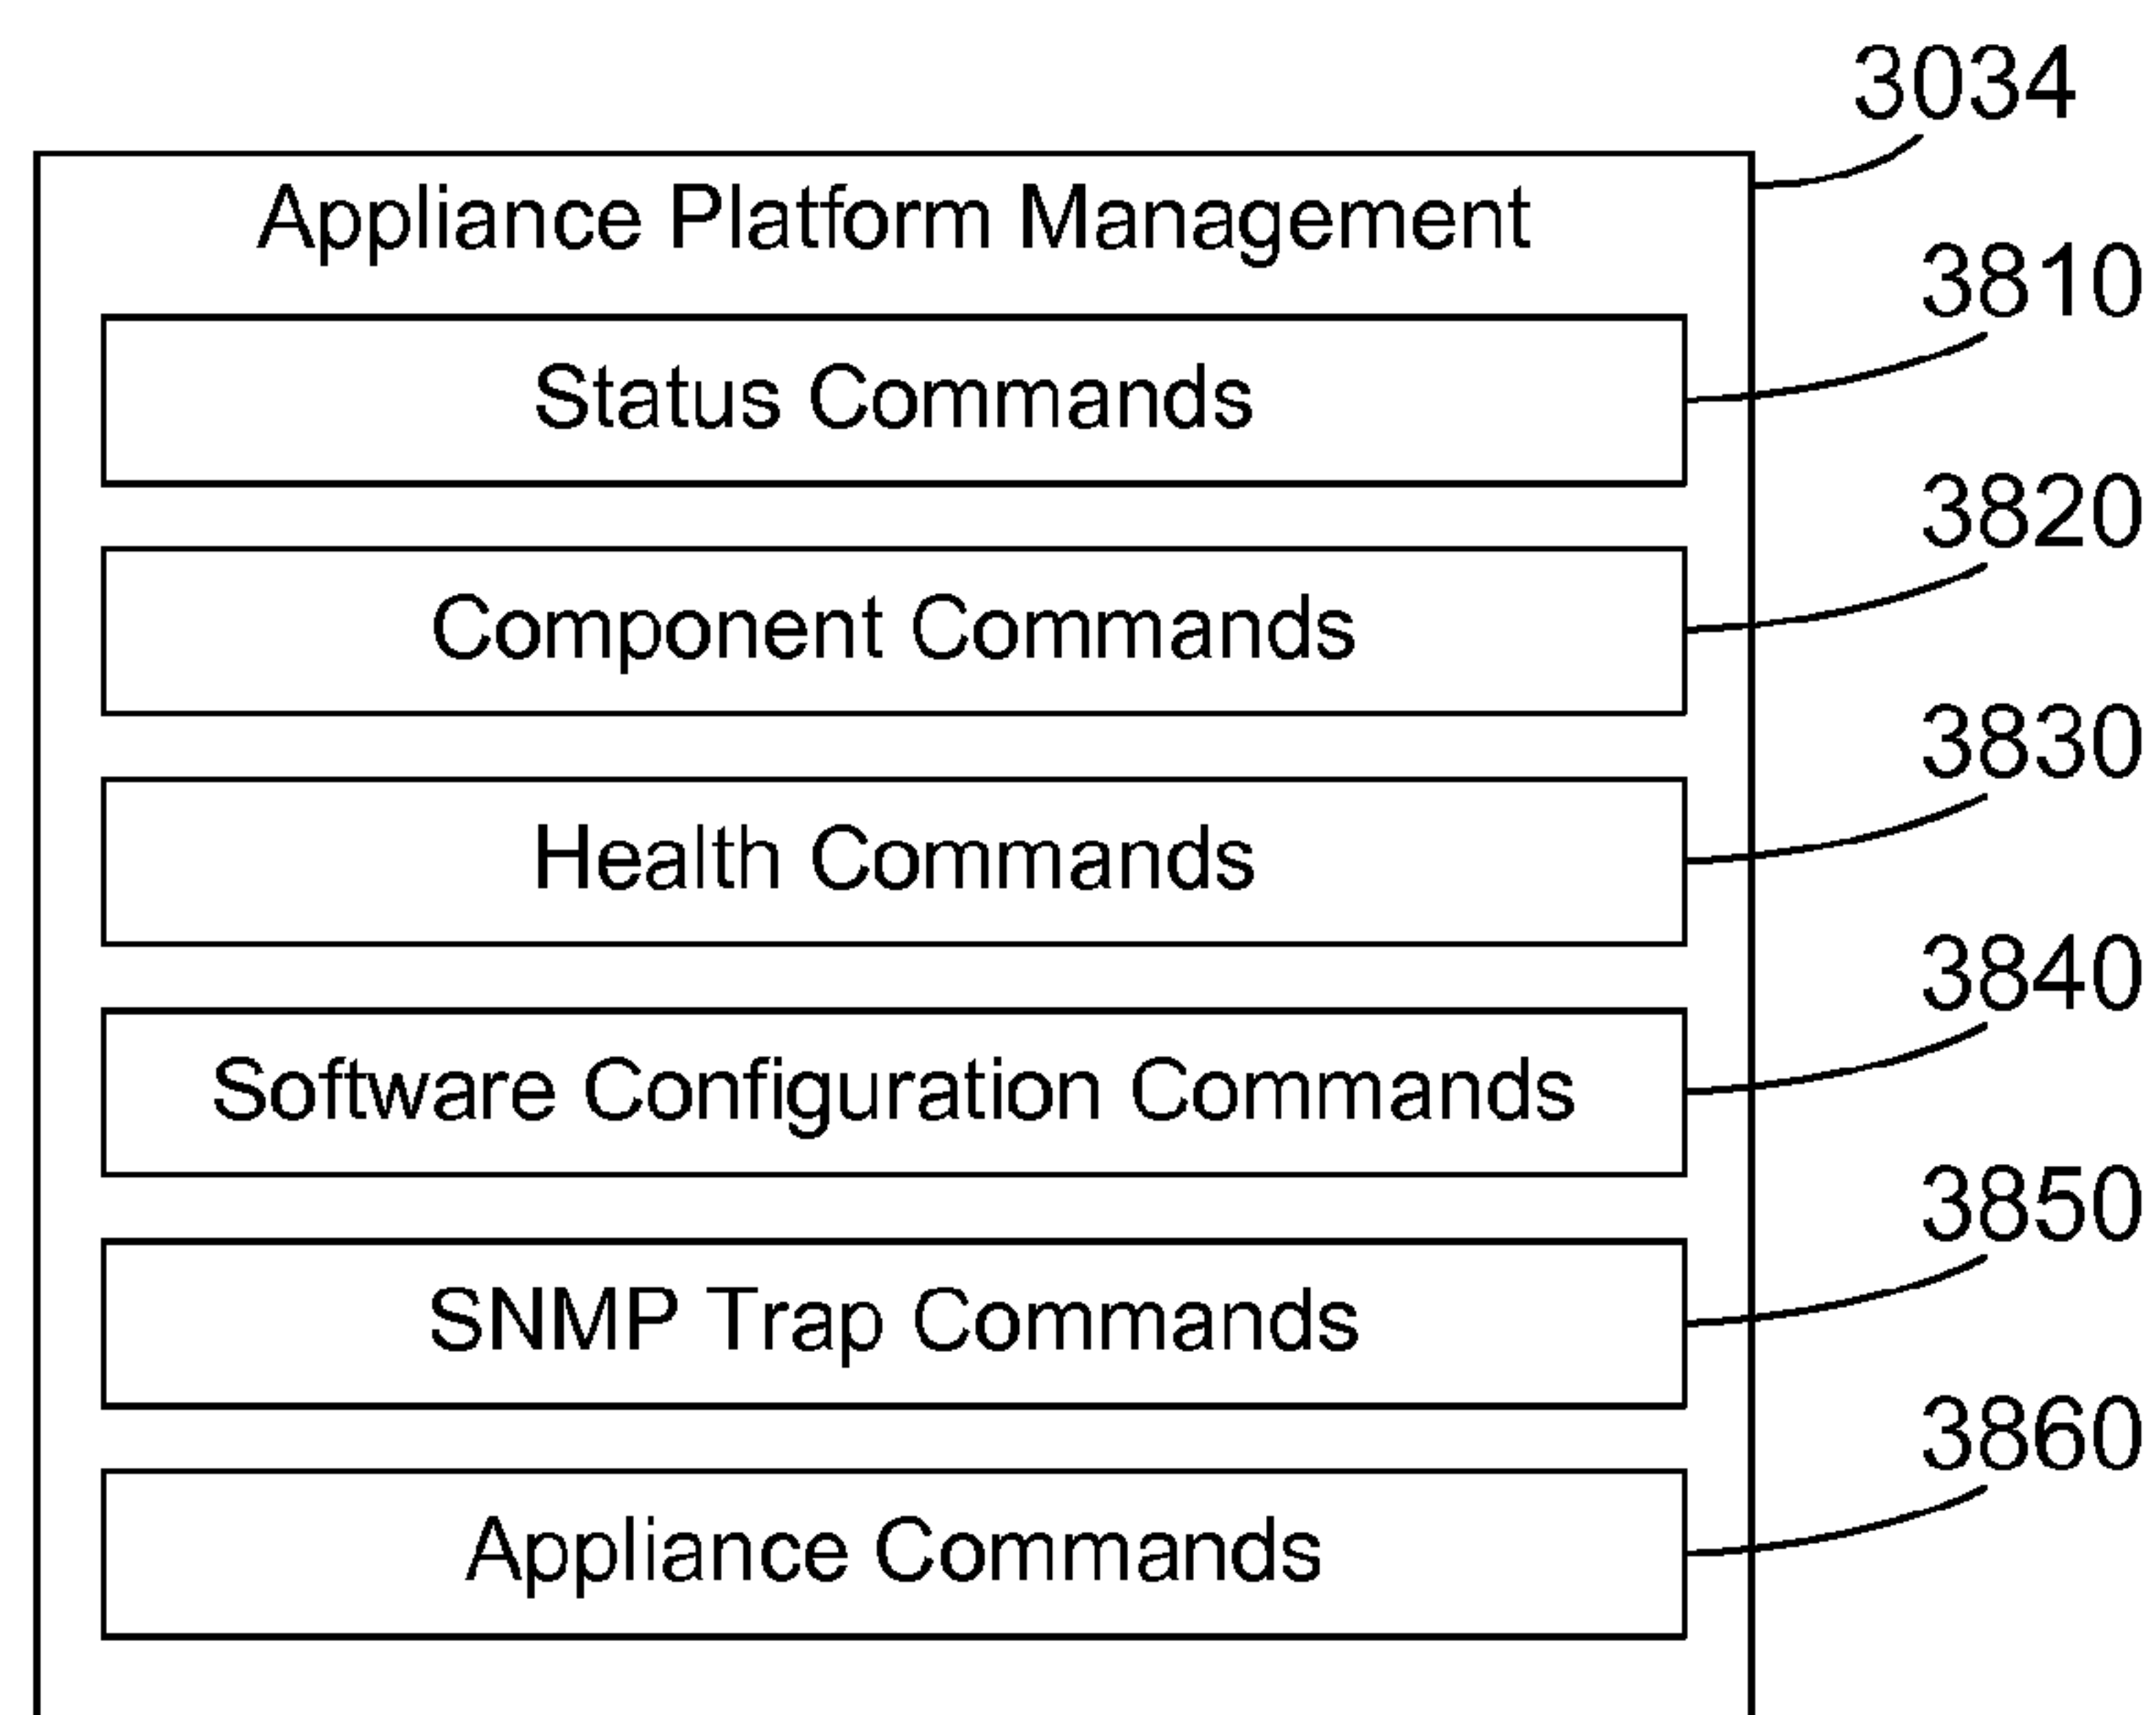 3034
Appliance Platform Management
3810
Status Commands
3820
Component Commands
3830
Health Commands
3840
Software Configuration Commands
3850
SNMP Trap Commands
3860
Appliance Commands